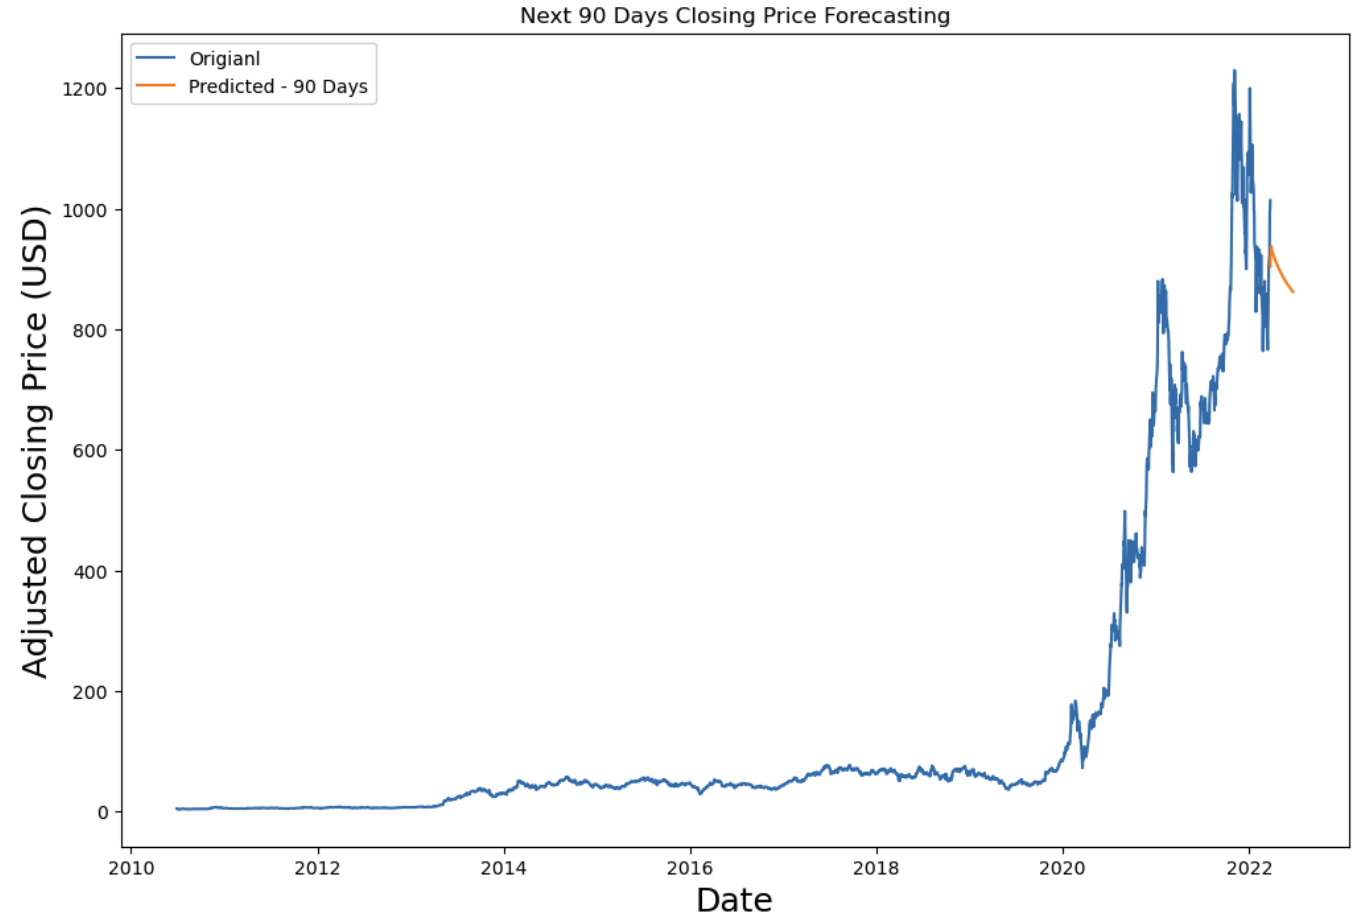 Next 90 Days Closing Price Forecasting
Origianl
Predicted - 90 Days
Adjusted Closing Price (USD)
1200
1000
800
600
400
200
0
2010 2012 2014 2016 2018 2020 2022
Date